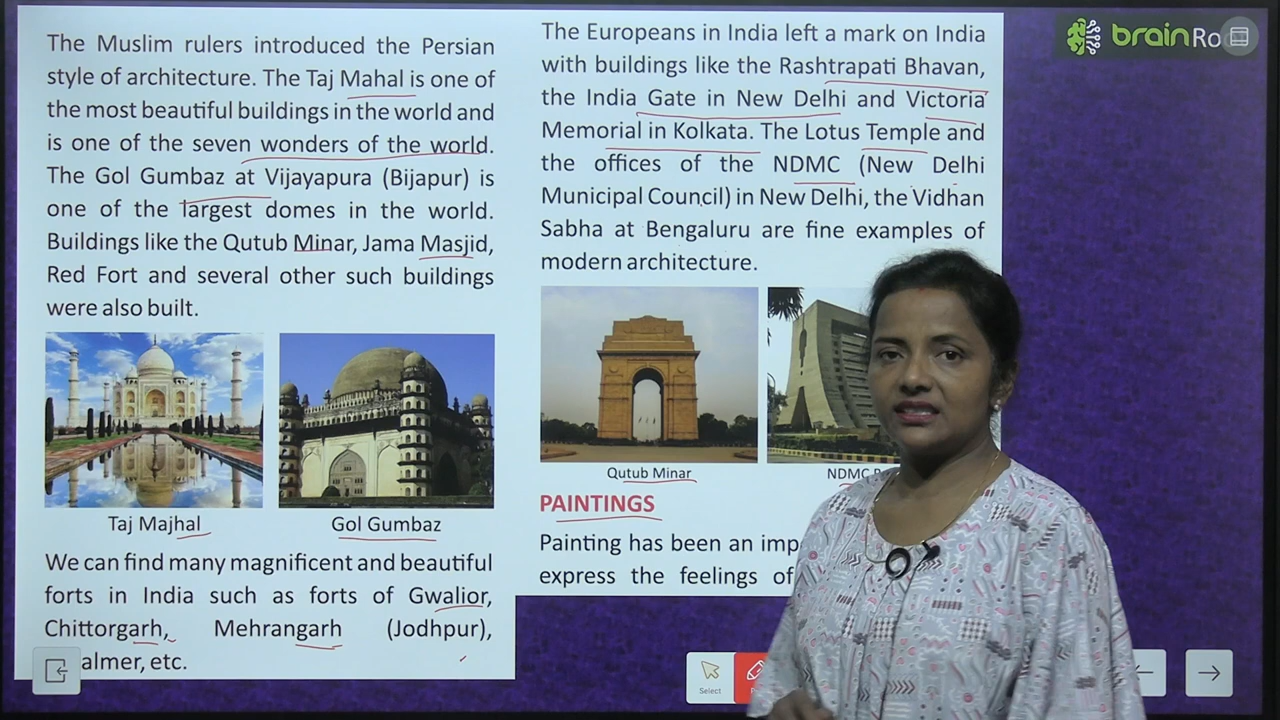 The Muslim rulers introduced the Persian
style of architecture. The Taj Mahal is one of
the most beautiful buildings in the world and
is one of the seven wonders of the world.
The Gol Gumbaz at Vijayapura (Bijapur) is
one of the largest domes in the world.
Buildings like the Qutub Minar, Jama Masjid,
Red Fort and several other such buildings
were also built.
Taj Majhal
Gol Gumbaz
We can find many magnificent and beautiful
forts in India such as forts of Gwalior,
Chittorgarh, Mehrangarh (Jodhpur),
almer, etc.
The Europeans in India left a mark on India
with buildings like the Rashtrapati Bhavan,
the India Gate in New Delhi and Victoria
Memorial in Kolkata. The Lotus Temple and
the offices of the NDMC (New Delhi
Municipal Council) in New Delhi, the Vidhan
Sabha at Bengaluru are fine examples of
modern architecture.
Qutub Minar
NDMC
PAINTINGS
Painting has been an imp
express the feelings of
brain Ro
Select